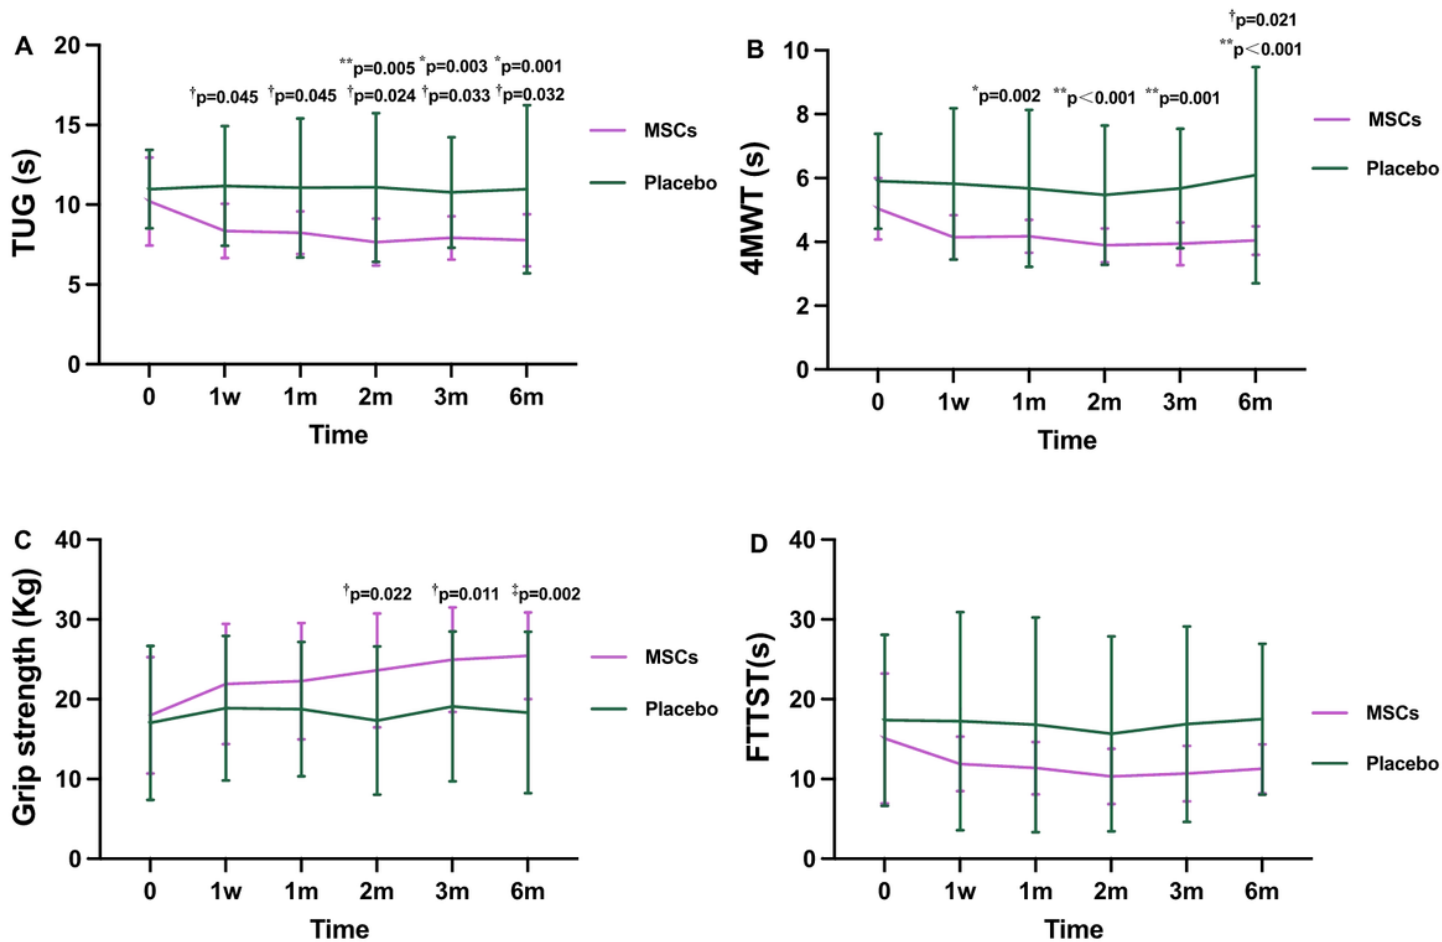 A
TUG (s)
20
15
10
5
0
**p=0.005 *p=0.003 *p=0.001
†p=0.045 †p=0.045 †p=0.024 †p=0.033 †p=0.032
MSCs
Placebo
0 1w 1m 2m 3m 6m
Time
B
4MWT (s)
10
8
6
4
2
0
†p=0.021
**p<0.001
*p=0.002 **p<0.001 **p=0.001
MSCs
Placebo
0 1w 1m 2m 3m 6m
Time
C
Grip strength (Kg)
40
30
20
10
0
†p=0.022 †p=0.011 ‡p=0.002
MSCs
Placebo
0 1w 1m 2m 3m 6m
Time
D
FTTST(s)
40
30
20
10
0
MSCs
Placebo
0 1w 1m 2m 3m 6m
Time